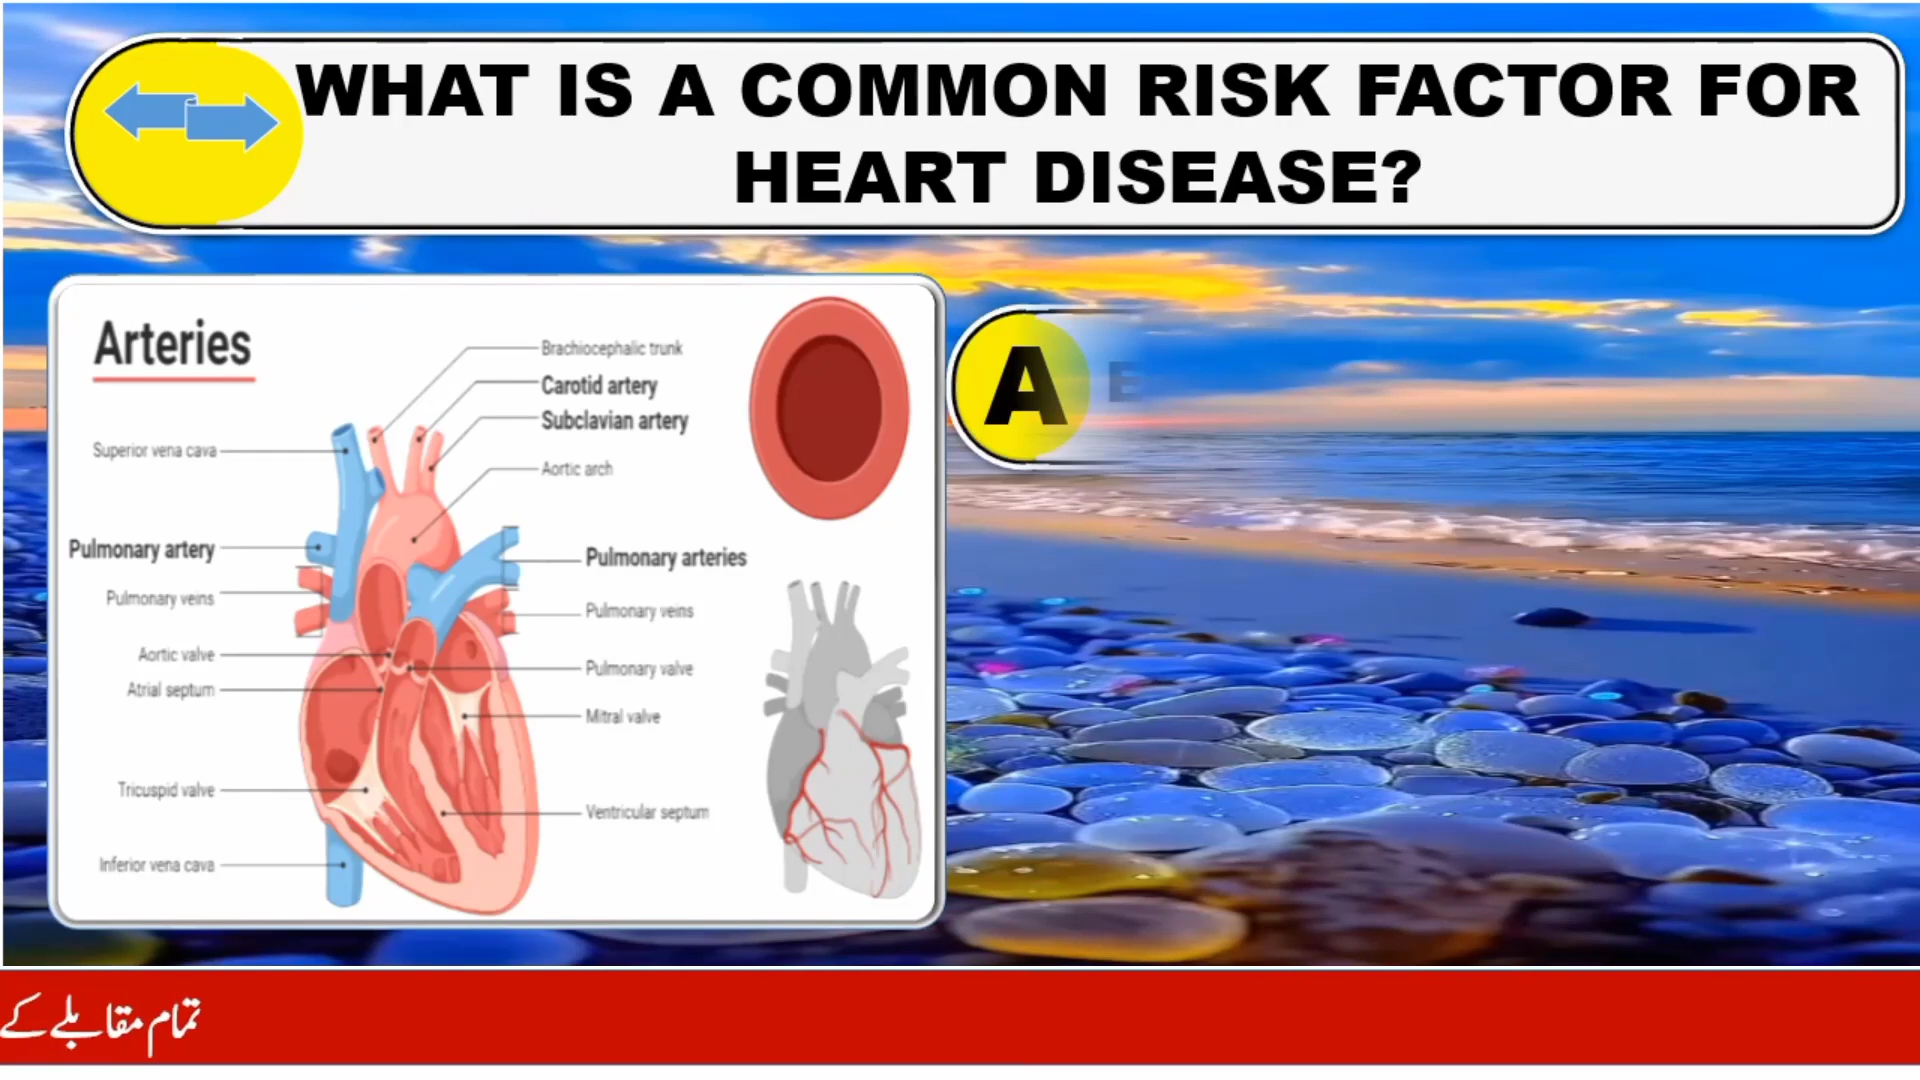 WHAT IS A COMMON RISK FACTOR FOR
HEART DISEASE?
Arteries
Brachiocephalic trunk
Carotid artery
Subclavian artery
Superior vena cava
Aortic arch
Pulmonary artery
Pulmonary arteries
Pulmonary veins
Pulmonary veins
Aortic valve
Pulmonary valve
Atrial septum
Mitral valve
Tricuspid valve
Ventricular septum
Inferior vena cava
A
تمام مقابلے کے